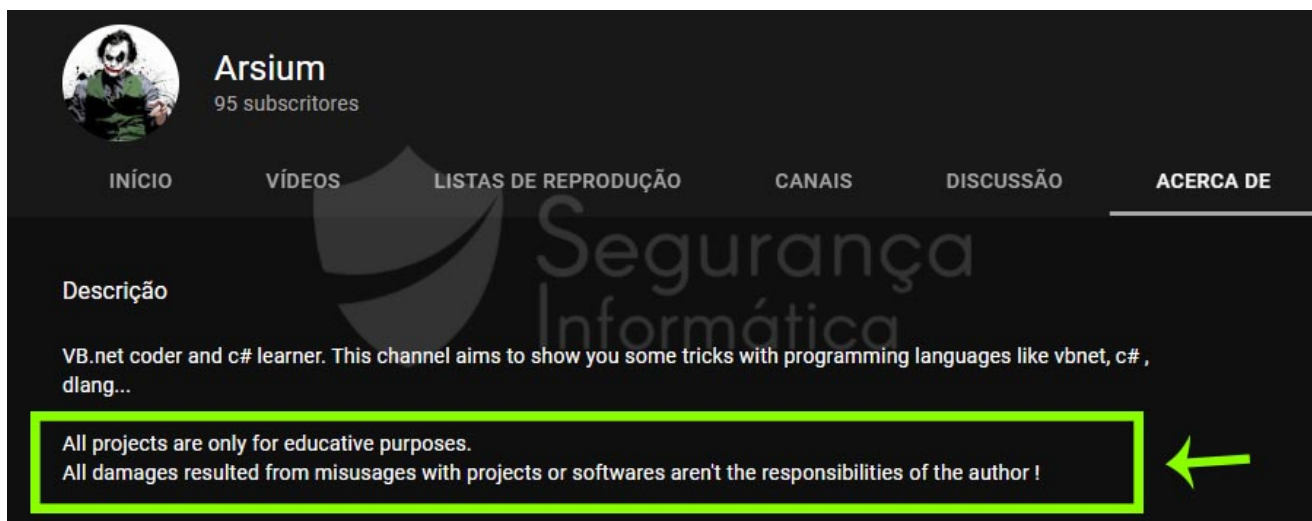 Arsium
95 subscritores
INÍCIO VÍDEOS LISTAS DE REPRODUÇÃO CANAIS DISCUSSÃO ACERCA DE
Segurança
Informática
Descrição
VB.net coder and c# learner. This channel aims to show you some tricks with programming languages like vbnet, c# ,
dlang...
All projects are only for educative purposes.
All damages resulted from misusages with projects or softwares aren't the responsibilities of the author !